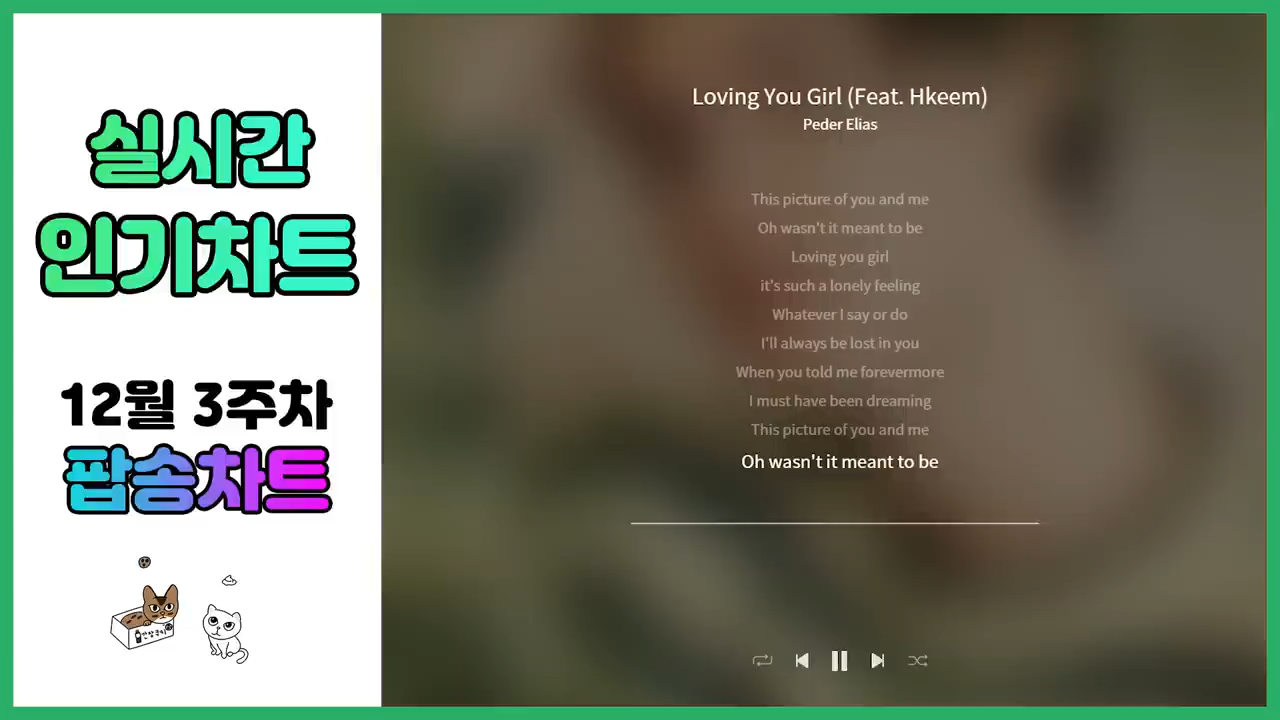 실시간
인기차트
12월 3주차
팝송차트
Loving You Girl (Feat. Hkeem)
Peder Elias
This picture of you and me
Oh wasn't it meant to be
Loving you girl
it's such a lonely feeling
Whatever I say or do
I'll always be lost in you
When you told me forevermore
I must have been dreaming
This picture of you and me
Oh wasn't it meant to be